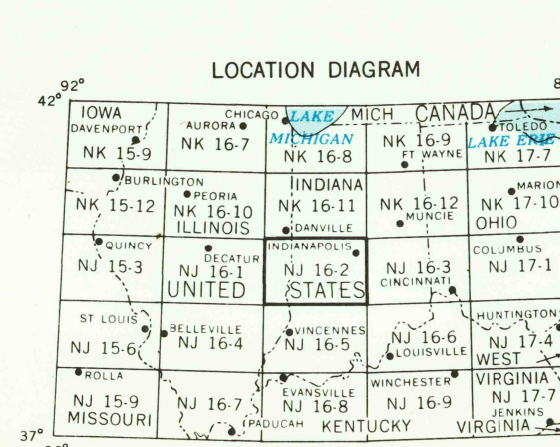 LOCATION DIAGRAM
92°
8
42°
IOWA CHICAGO LAKE MICH CANADA
DAVENPORT AURORA MICHIGAN TOLEDO
NK 15-9 NK 16-7 NK 16-8 NK 16-9 LAKE ERIE
FT WAYNE NK 17-7
BURLINGTON PEORIA INDIANA MARION
NK 15-12 NK 16-10 NK 16-11 NK 16-12 NK 17-10
ILLINOIS DANVILLE MUNCIE OHIO
QUINCY DECATUR INDIANAPOLIS COLUMBUS
NJ 15-3 NJ 16-1 NJ 16-2 NJ 16-3 NJ 17-1
UNITED STATES CINCINNATI
ST LOUIS BELLEVILLE VINCENNES HUNTINGTON
NJ 15-6 NJ 16-4 NJ 16-5 NJ 16-6 NJ 17-4
LOUISVILLE WEST
ROLLA EVANSVILLE WINCHESTER VIRGINIA
NJ 15-9 NJ 16-7 NJ 16-8 NJ 16-9 NJ 17-7
MISSOURI PADUCAH KENTUCKY JENKINS
VIRGINIA
37°